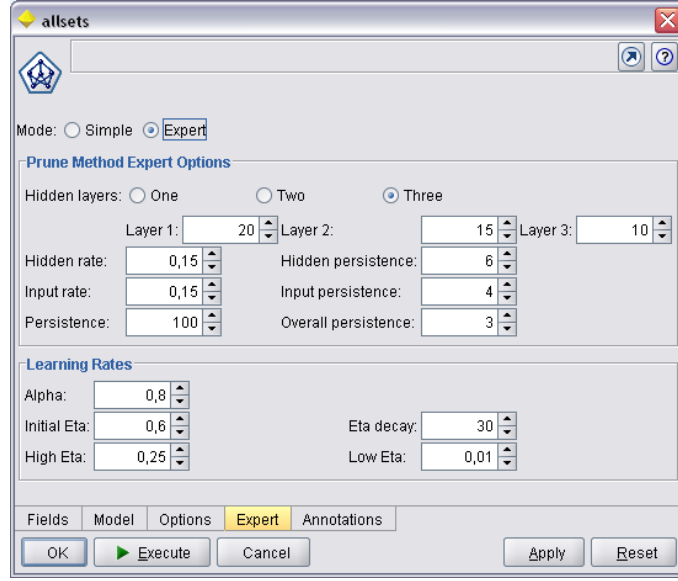 allsets
Mode: Simple Expert
Prune Method Expert Options
Hidden layers: One Two Three
Layer 1: 20 Layer 2: 15 Layer 3: 10
Hidden rate: 0,15 Hidden persistence: 6
Input rate: 0,15 Input persistence: 4
Persistence: 100 Overall persistence: 3
Learning Rates
Alpha: 0,8
Initial Eta: 0,6 Eta decay: 30
High Eta: 0,25 Low Eta: 0,01
Fields Model Options Expert Annotations
OK Execute Cancel Apply Reset